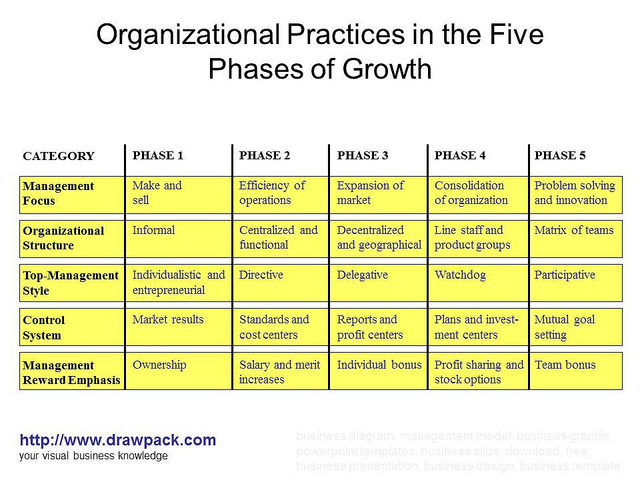 Organizational Practices in the Five
Phases of Growth
CATEGORY PHASE 1 PHASE 2 PHASE 3 PHASE 4 PHASE 5
Management Make and Efficiency of Expansion of Consolidation Problem solving
Focus sell operations market of organization and innovation
Organizational Informal Centralized and Decentralized Line staff and Matrix of teams
Structure functional and geographical product groups
Top-Management Individualistic and Directive Delegative Watchdog Participative
Style entrepreneurial
Control Market results Standards and Reports and Plans and invest- Mutual goal
System cost centers profit centers ment centers setting
Management Ownership Salary and merit Individual bonus Profit sharing and Team bonus
Reward Emphasis increases stock options
http://www.drawpack.com
your visual business knowledge
business diagram, management model, business graphic,
powerpoint templates, business slide, download, free,
business presentation, business design, business template